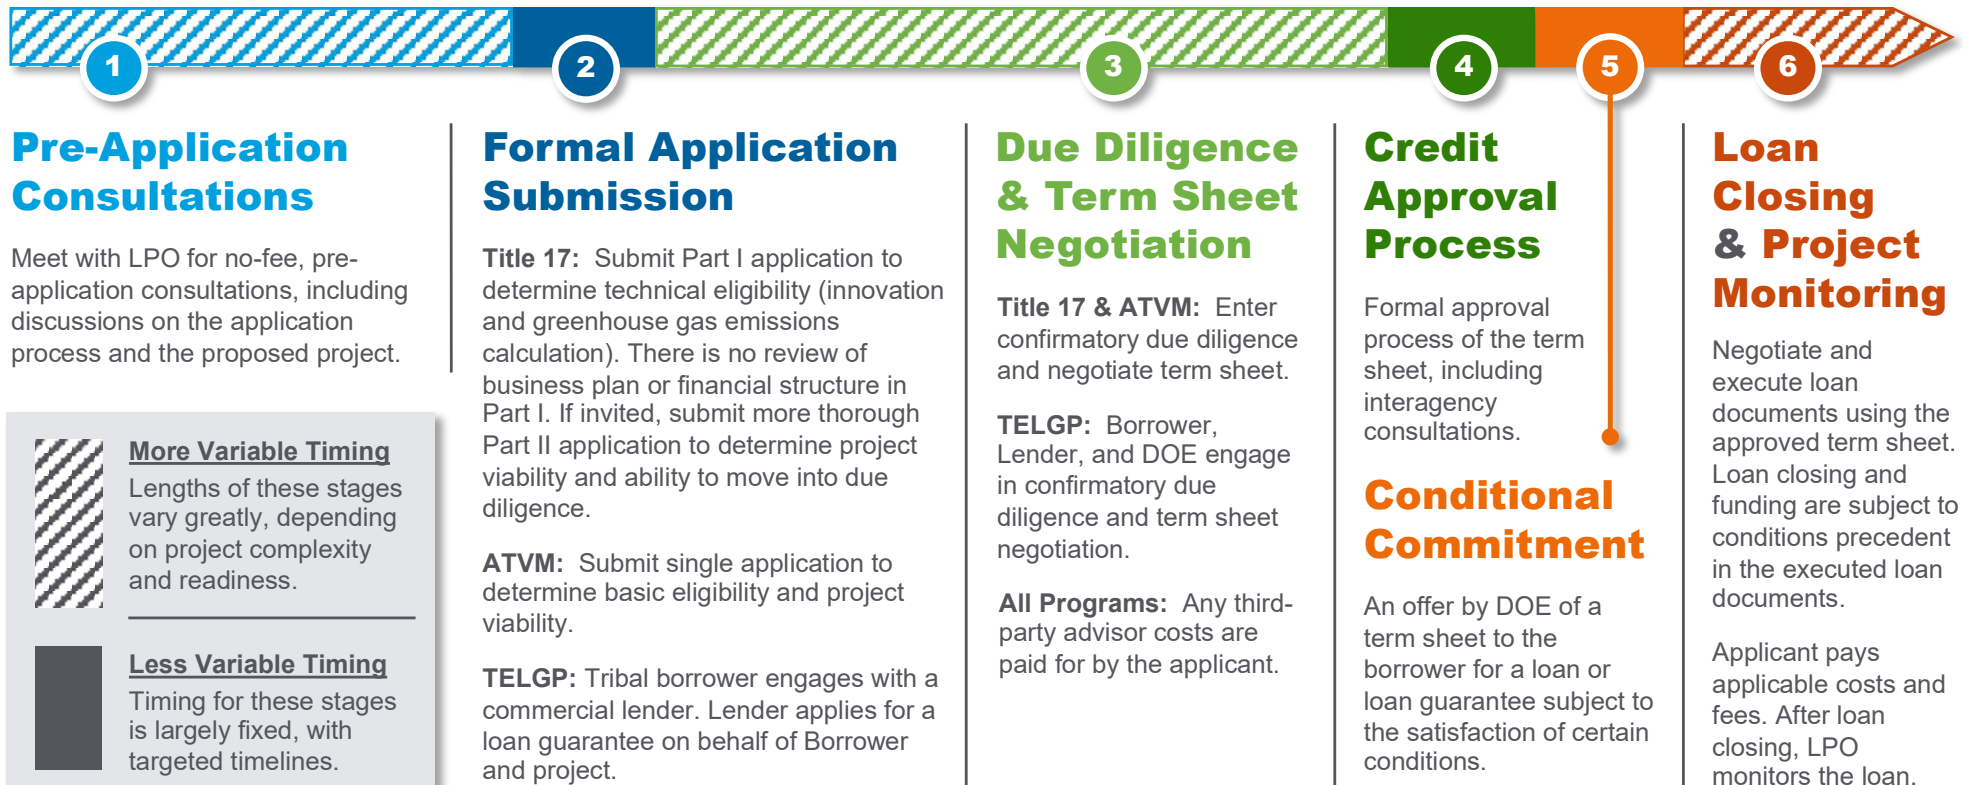 1
2
3
4
5
6
Pre-Application
Consultations
Meet with LPO for no-fee, pre-
application consultations, including
discussions on the application
process and the proposed project.
More Variable Timing
Lengths of these stages
vary greatly, depending
on project complexity
and readiness.
Less Variable Timing
Timing for these stages
is largely fixed, with
targeted timelines.
Formal Application
Submission
Title 17: Submit Part I application to
determine technical eligibility (innovation
and greenhouse gas emissions
calculation). There is no review of
business plan or financial structure in
Part I. If invited, submit more thorough
Part II application to determine project
viability and ability to move into due
diligence.
ATVM: Submit single application to
determine basic eligibility and project
viability.
TELGP: Tribal borrower engages with a
commercial lender. Lender applies for a
loan guarantee on behalf of Borrower
and project.
Due Diligence
& Term Sheet
Negotiation
Title 17 & ATVM: Enter
confirmatory due diligence
and negotiate term sheet.
TELGP: Borrower,
Lender, and DOE engage
in confirmatory due
diligence and term sheet
negotiation.
All Programs: Any third-
party advisor costs are
paid for by the applicant.
Credit
Approval
Process
Formal approval
process of the term
sheet, including
interagency
consultations.
Conditional
Commitment
An offer by DOE of a
term sheet to the
borrower for a loan or
loan guarantee subject to
the satisfaction of certain
conditions.
Loan
Closing
& Project
Monitoring
Negotiate and
execute loan
documents using the
approved term sheet.
Loan closing and
funding are subject to
conditions precedent
in the executed loan
documents.
Applicant pays
applicable costs and
fees. After loan
closing, LPO
monitors the loan.